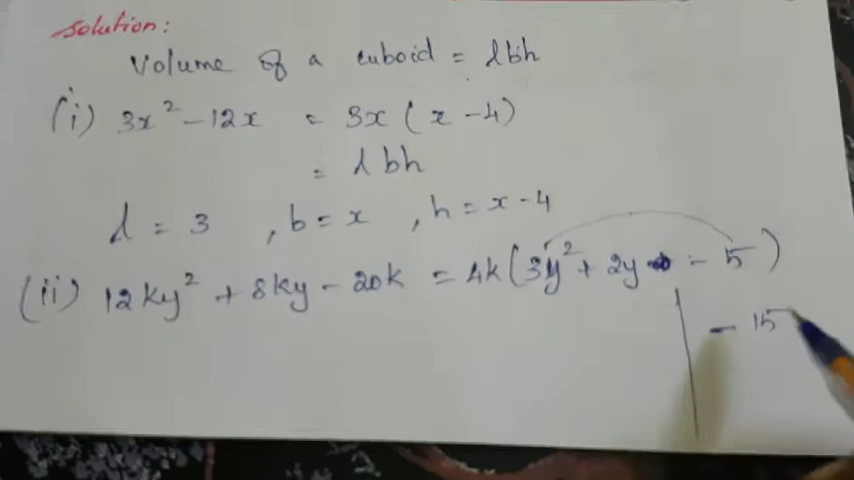 Solution:
Volume of a cuboid = lbh
(i) 3x² - 12x = 3x(x - 4)
= lbh
l = 3 , b = x , h = x - 4
(ii) 12ky² + 8ky - 20k = 4k(3y² + 2y - 5)
- 15